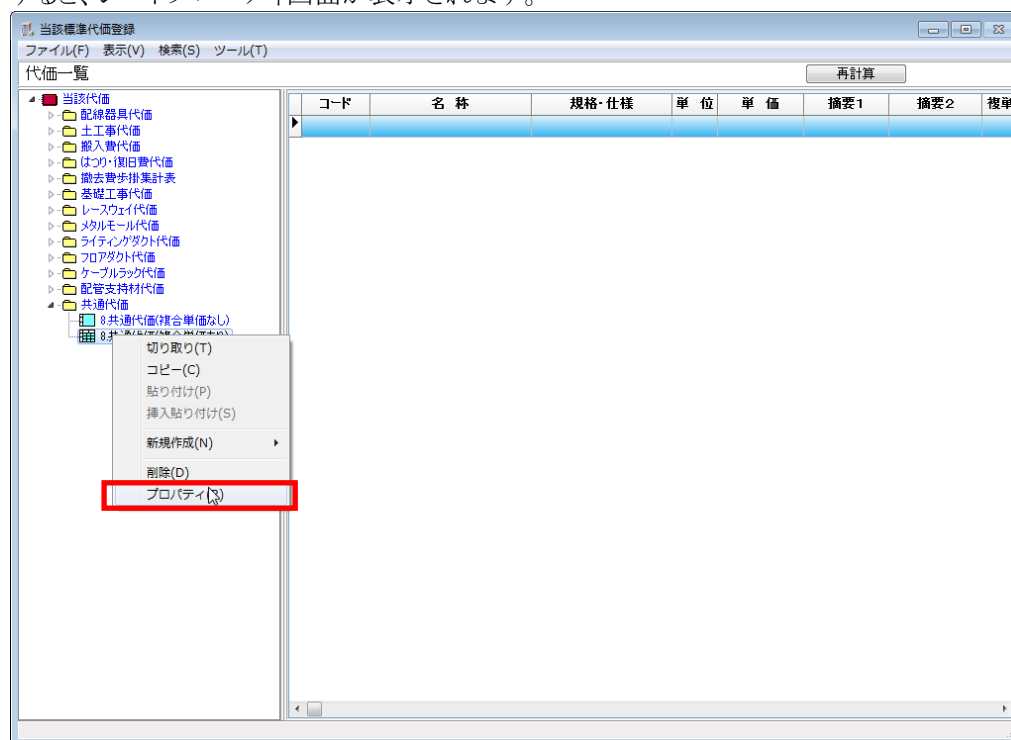 当該標準代価登録
ファイル(F) 表示(V) 検索(S) ツール(T)
代価一覧
再計算
当該代価
配線器具代価
土工事代価
搬入費代価
はつり・復旧費代価
撤去費歩掛集計表
基礎工事代価
レースウェイ代価
メタルモール代価
ライティングダクト代価
フロアダクト代価
ケーブルラック代価
配管支持材代価
共通代価
8.共通代価(複合単価なし)
コード 名 称 規格・仕様 単 位 単 価 摘要1 摘要2 複単
切り取り(T)
コピー(C)
貼り付け(P)
挿入貼り付け(S)
新規作成(N)
削除(D)
プロパティ(R)